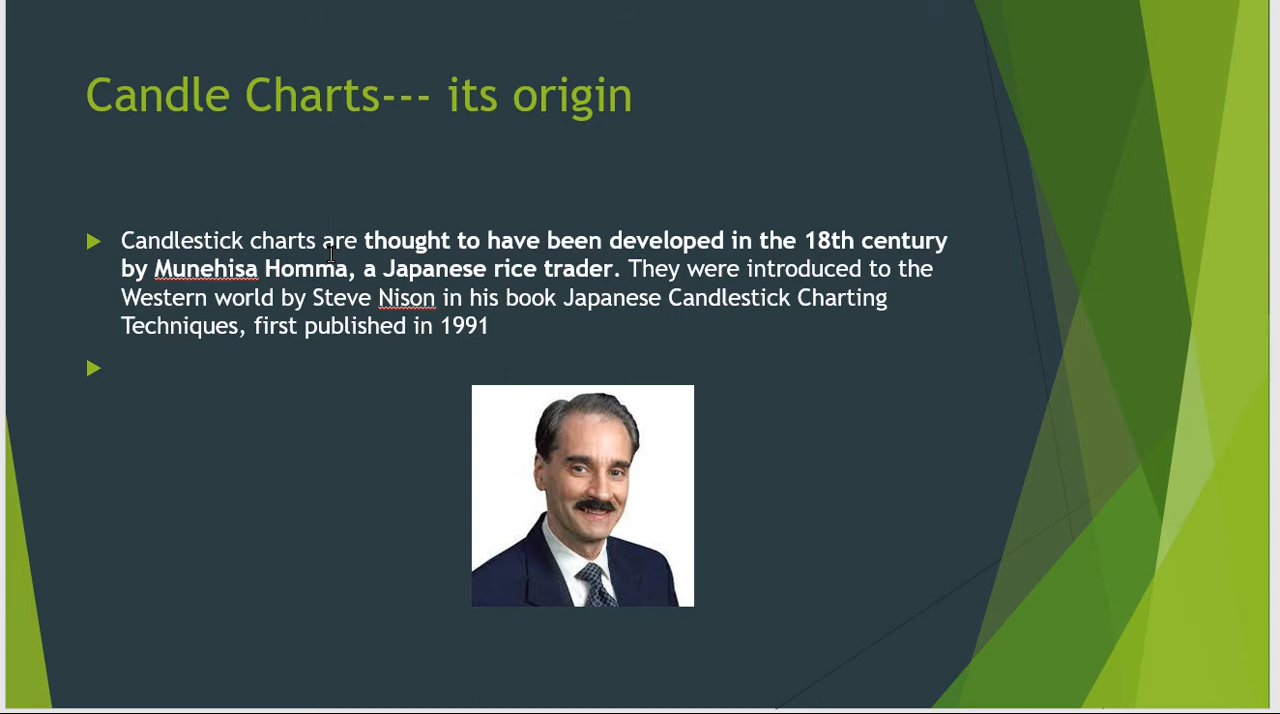 Candle Charts--- its origin
Candlestick charts are thought to have been developed in the 18th century
by Munehisa Homma, a Japanese rice trader. They were introduced to the
Western world by Steve Nison in his book Japanese Candlestick Charting
Techniques, first published in 1991